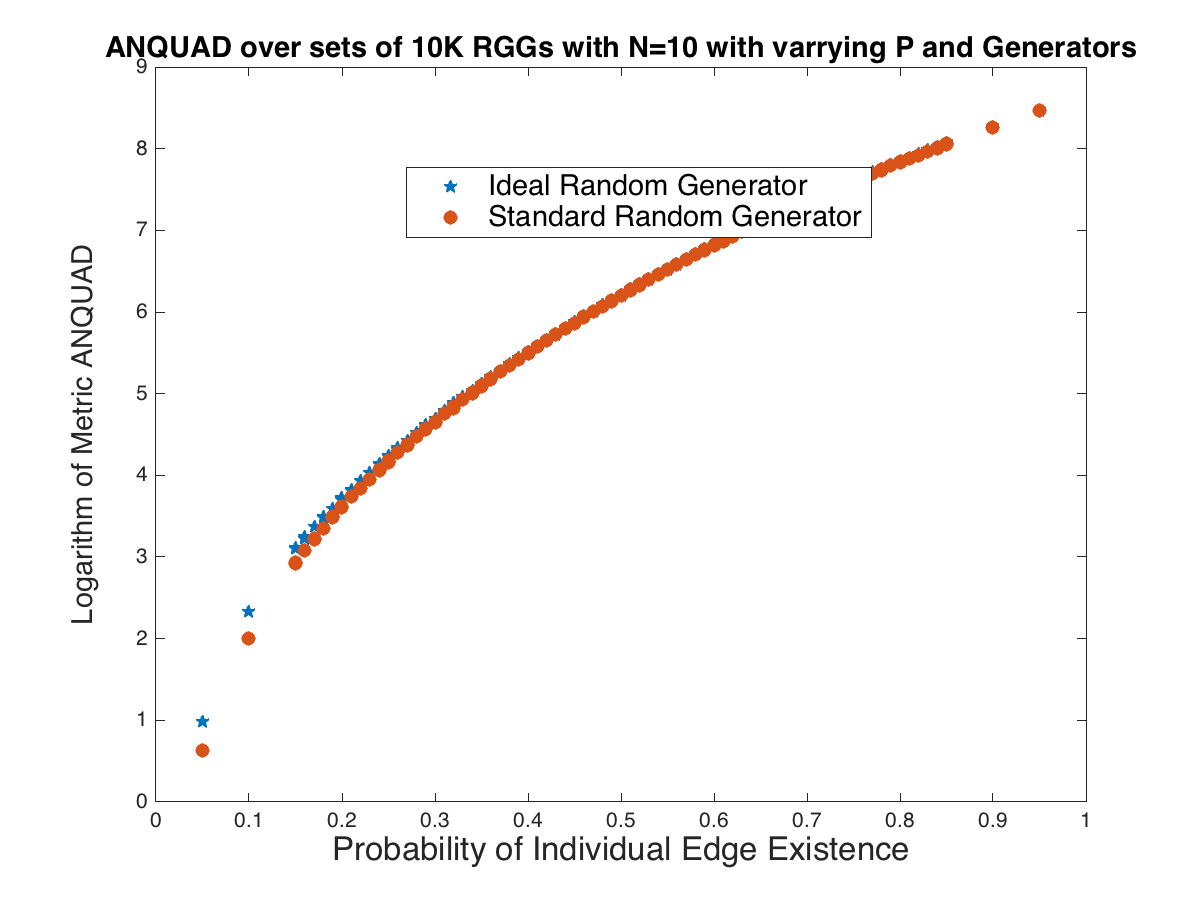 ANQUAD over sets of 10K RGGs with N=10 with varrying P and Generators
9
8
7
6
5
4
3
2
1
0
Logarithm of Metric ANQUAD
Ideal Random Generator
Standard Random Generator
0 0.1 0.2 0.3 0.4 0.5 0.6 0.7 0.8 0.9 1
Probability of Individual Edge Existence